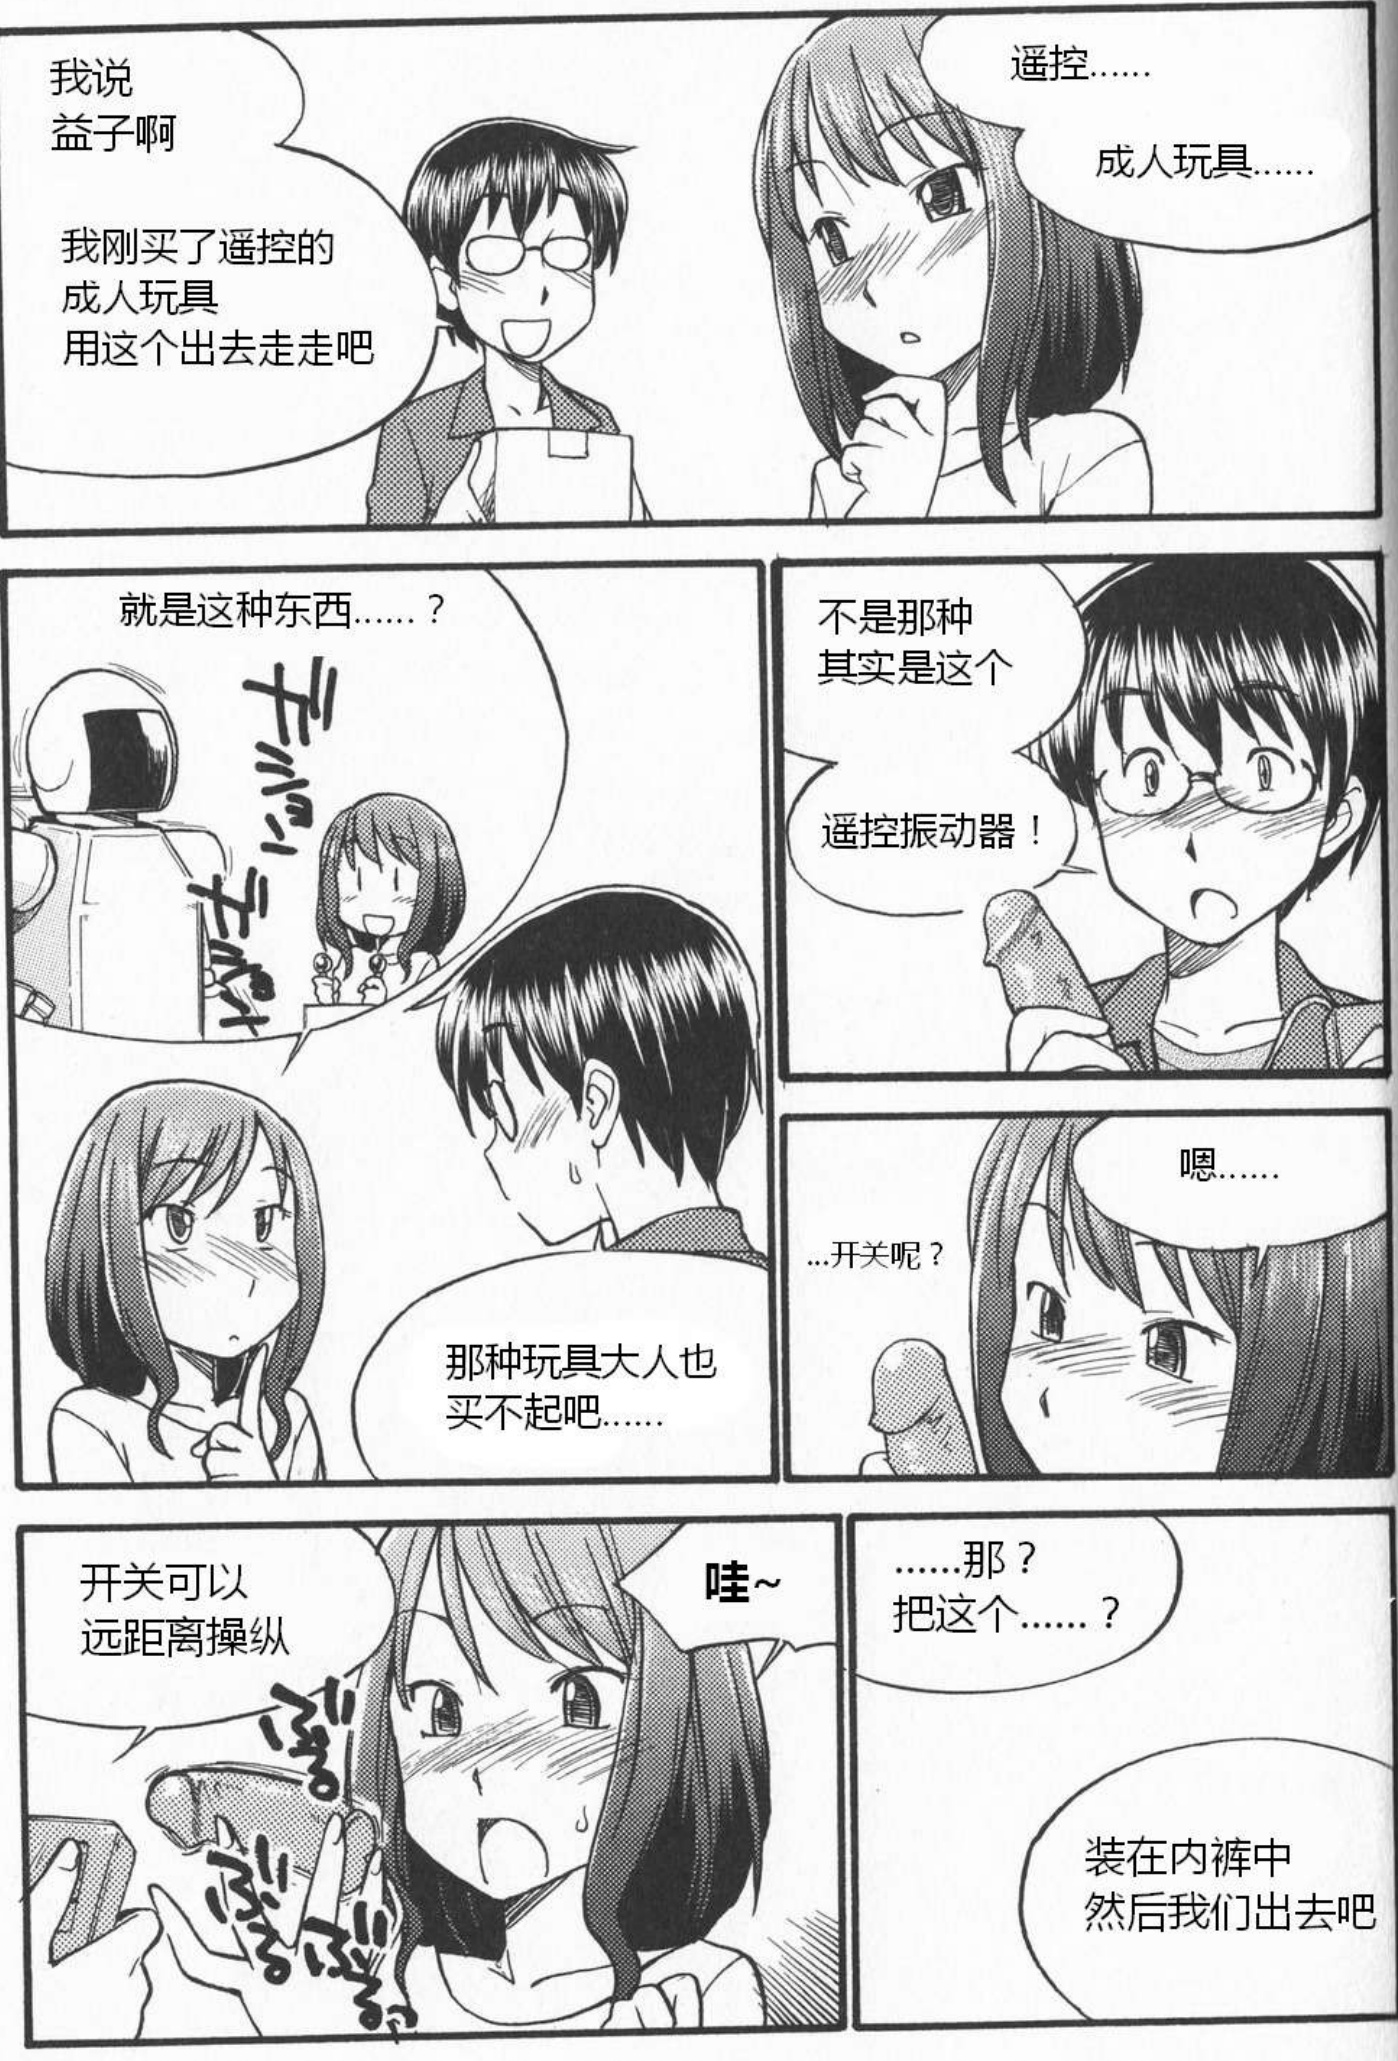 我说
益子啊
我刚买了遥控的
成人玩具
用这个出去走走吧
遥控……
成人玩具……
就是这种东西……？
デ
デン
那种玩具大人也
买不起吧……
不是那种
其实是这个
遥控振动器！
嗯……
…开关呢？
开关可以
远距离操纵
哇~
……那？
把这个……？
装在内裤中
然后我们出去吧